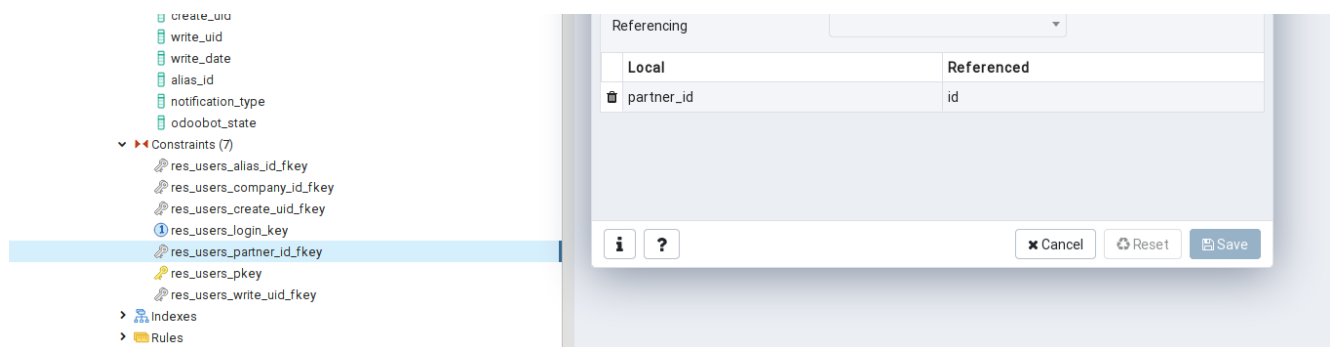 create_uid
write_uid
write_date
alias_id
notification_type
odoobot_state
Constraints (7)
res_users_alias_id_fkey
res_users_company_id_fkey
res_users_create_uid_fkey
res_users_login_key
res_users_partner_id_fkey
res_users_pkey
res_users_write_uid_fkey
Indexes
Rules
Referencing
Local Referenced
partner_id id
i ? Cancel Reset Save